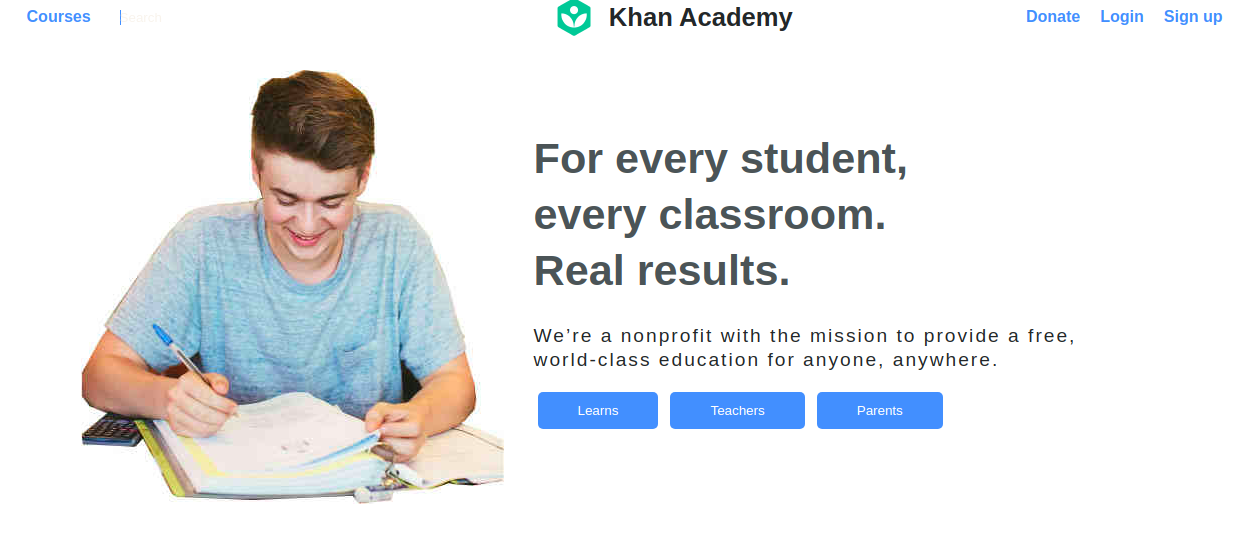 Courses
Search
Khan Academy
Donate
Login
Sign up
For every student,
every classroom.
Real results.
We’re a nonprofit with the mission to provide a free,
world-class education for anyone, anywhere.
Learns
Teachers
Parents